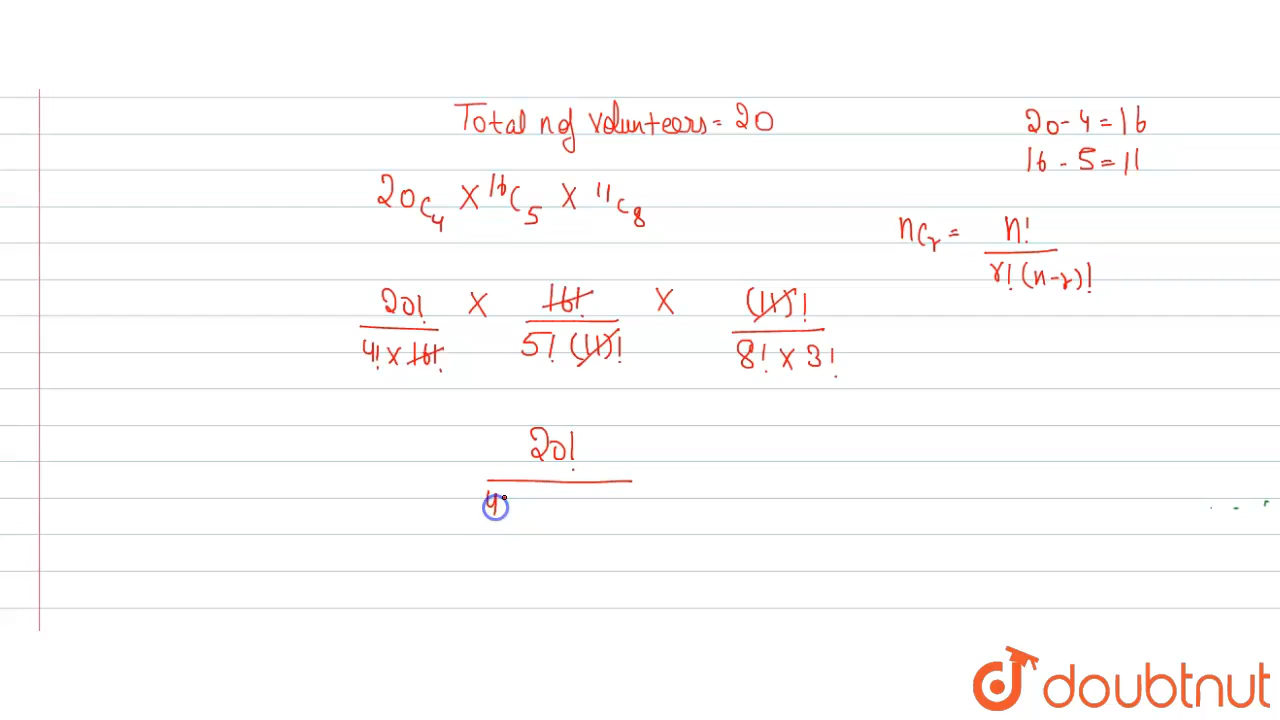 Total n of volunteers = 20
20 - 4 = 16
16 - 5 = 11
20C4 × 16C5 × 11C8
nCr = n! / r! (n-r)!
20! / 4! × 16! × 16! / 5! (11)! × (11)! / 8! × 3!
20!
4
doubtnut